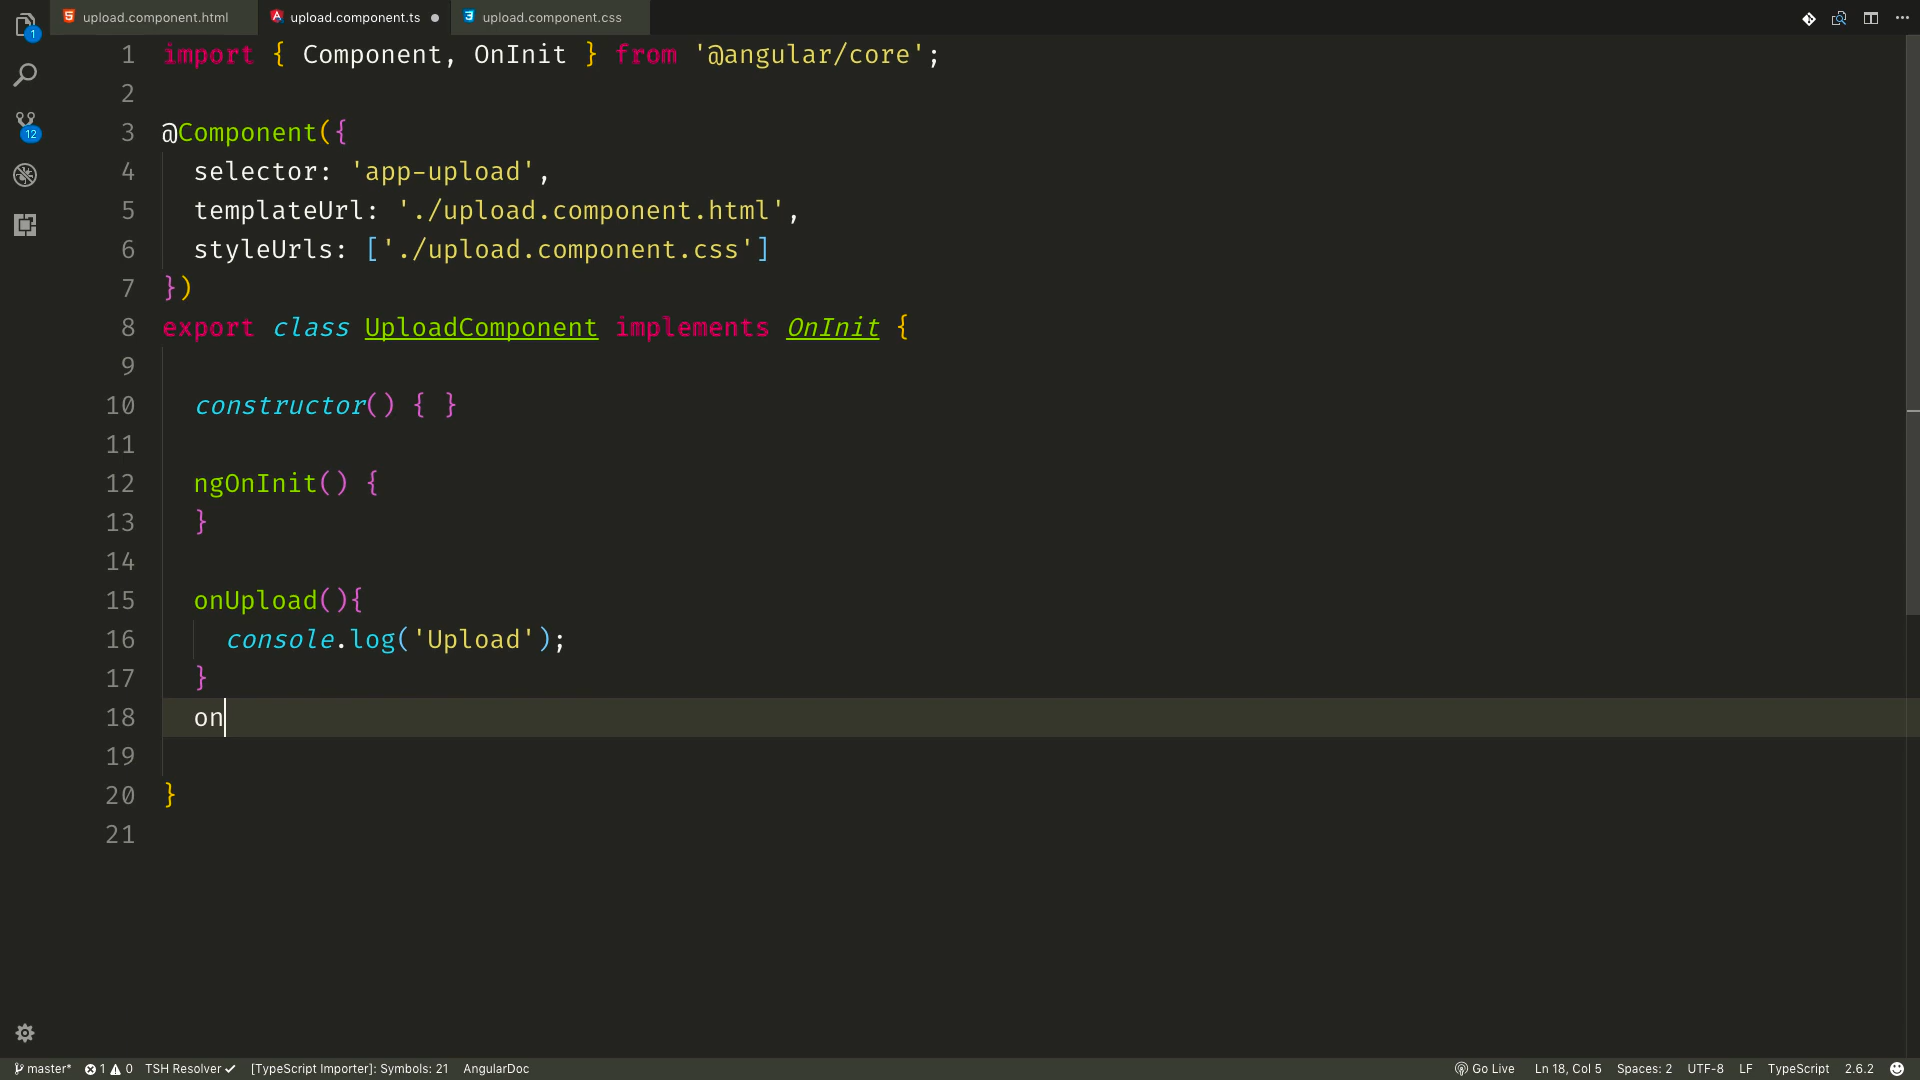 upload.component.html upload.component.ts upload.component.css
1
1 import { Component, OnInit } from '@angular/core';
2
3 @Component({
12
4 selector: 'app-upload',
5 templateUrl: './upload.component.html',
6 styleUrls: ['./upload.component.css']
7 })
8 export class UploadComponent implements OnInit {
9
10 constructor() { }
11
12 ngOnInit() {
13 }
14
15 onUpload(){
16 console.log('Upload');
17 }
18 on
19
20 }
21
master* 1 0 TSH Resolver ✓ [TypeScript Importer]: Symbols: 21 AngularDoc Go Live Ln 18, Col 5 Spaces: 2 UTF-8 LF TypeScript 2.6.2